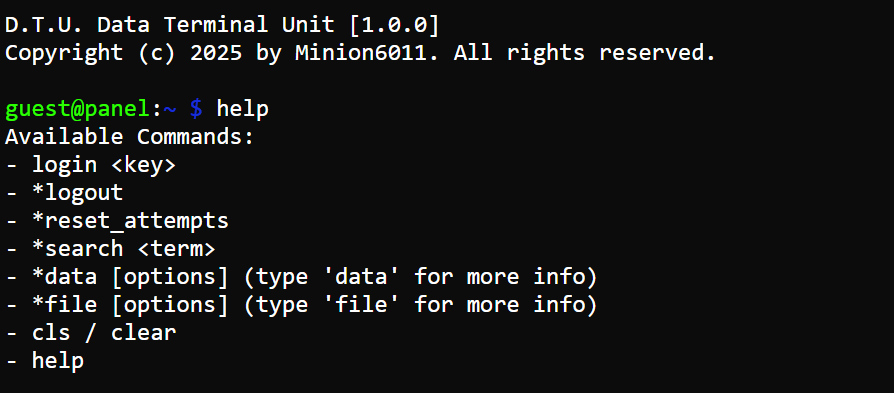 D.T.U. Data Terminal Unit [1.0.0]
Copyright (c) 2025 by Minion6011. All rights reserved.
guest@panel:~ $ help
Available Commands:
- login <key>
- *logout
- *reset_attempts
- *search <term>
- *data [options] (type 'data' for more info)
- *file [options] (type 'file' for more info)
- cls / clear
- help